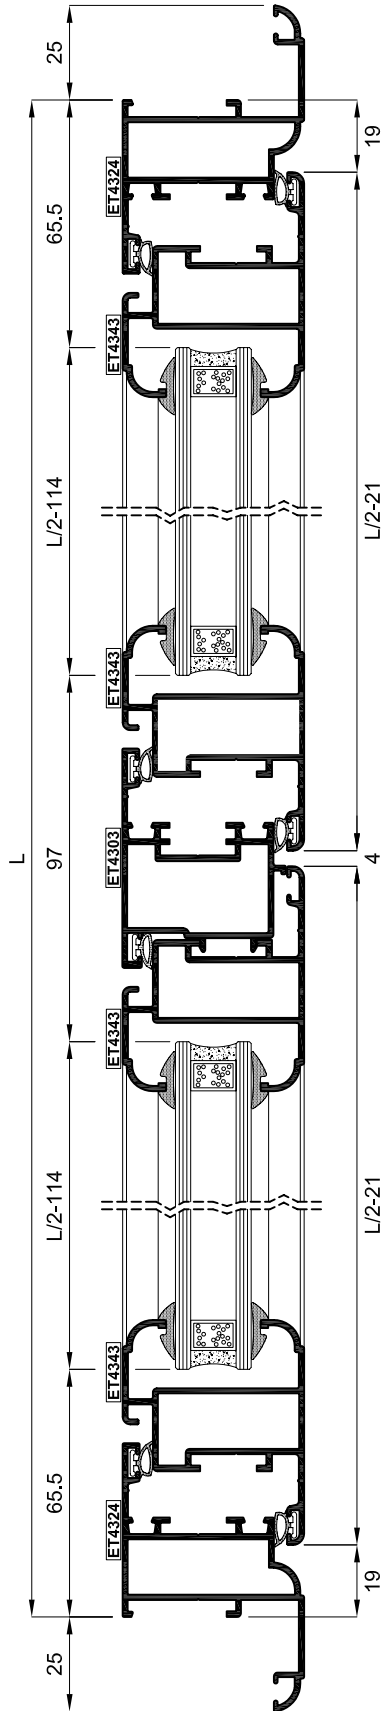 25
19
65.5
ET4324
ET4343
L/2-114
L/2-21
ET4343
L
97
ET4303
4
ET4343
L/2-114
L/2-21
ET4343
65.5
ET4324
19
25